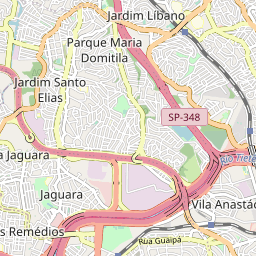 Jardim Líbano
Parque Maria
Domitila
Jardim Santo
Elias
SP-348
a Jaguara
Jaguara
Vila Anastác
s Remédios
Rua Guaipá